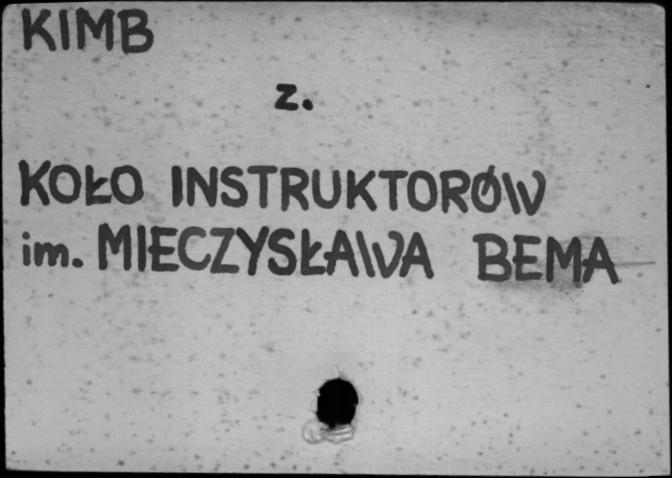 KIMB
z.
KOŁO INSTRUKTORÓW
im. MIECZYSŁAWA BEMA